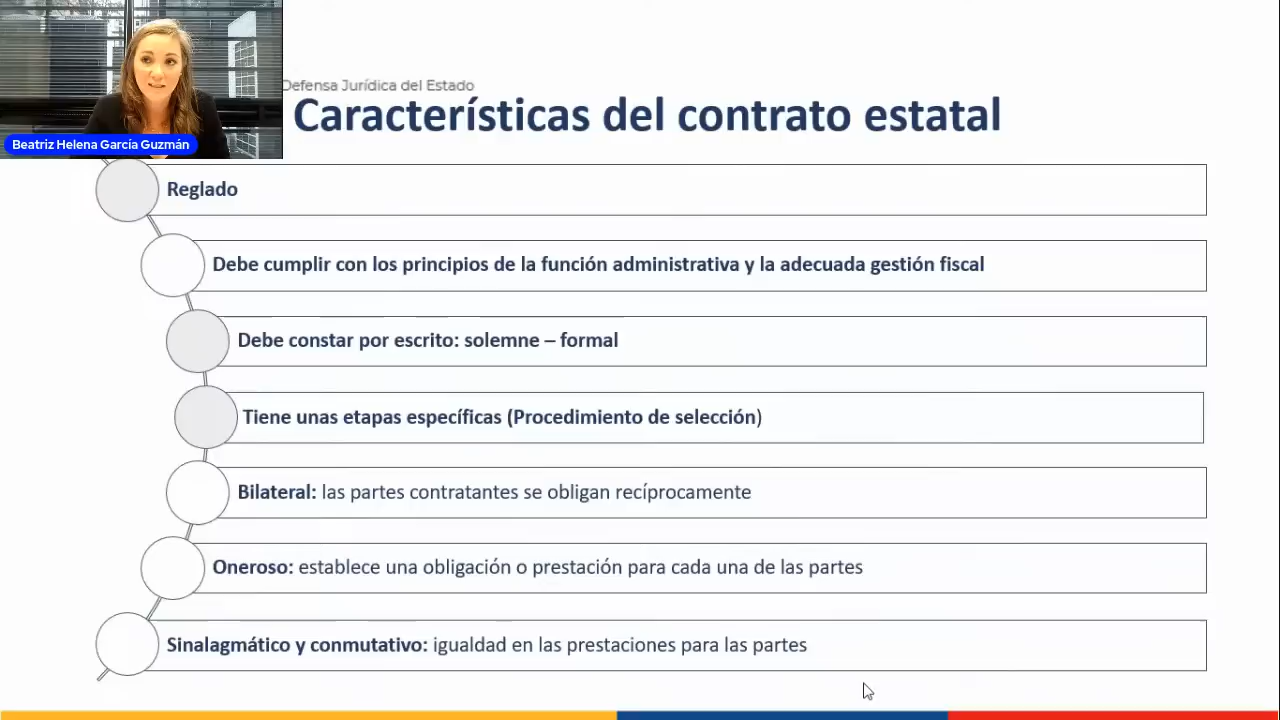 Defensa Jurídica del Estado
Características del contrato estatal
Beatriz Helena García Guzmán
Reglado
Debe cumplir con los principios de la función administrativa y la adecuada gestión fiscal
Debe constar por escrito: solemne – formal
Tiene unas etapas específicas (Procedimiento de selección)
Bilateral: las partes contratantes se obligan recíprocamente
Oneroso: establece una obligación o prestación para cada una de las partes
Sinalagmático y conmutativo: igualdad en las prestaciones para las partes